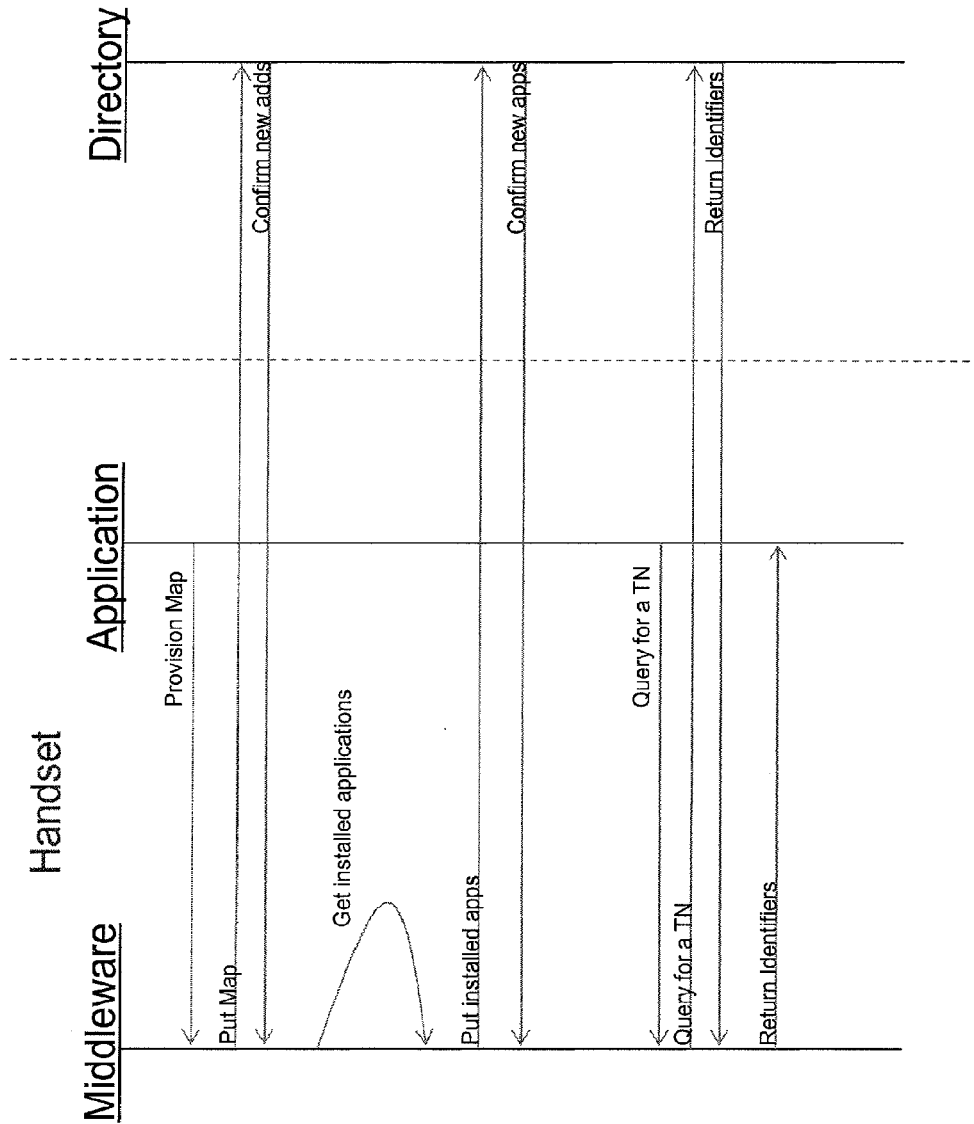 Handset
Middleware
Application
Directory
Provision Map
Put Map
Confirm new adds
Get installed applications
Put installed apps
Confirm new apps
Query for a TN
Query for a TN
Return Identifiers
Return Identifiers